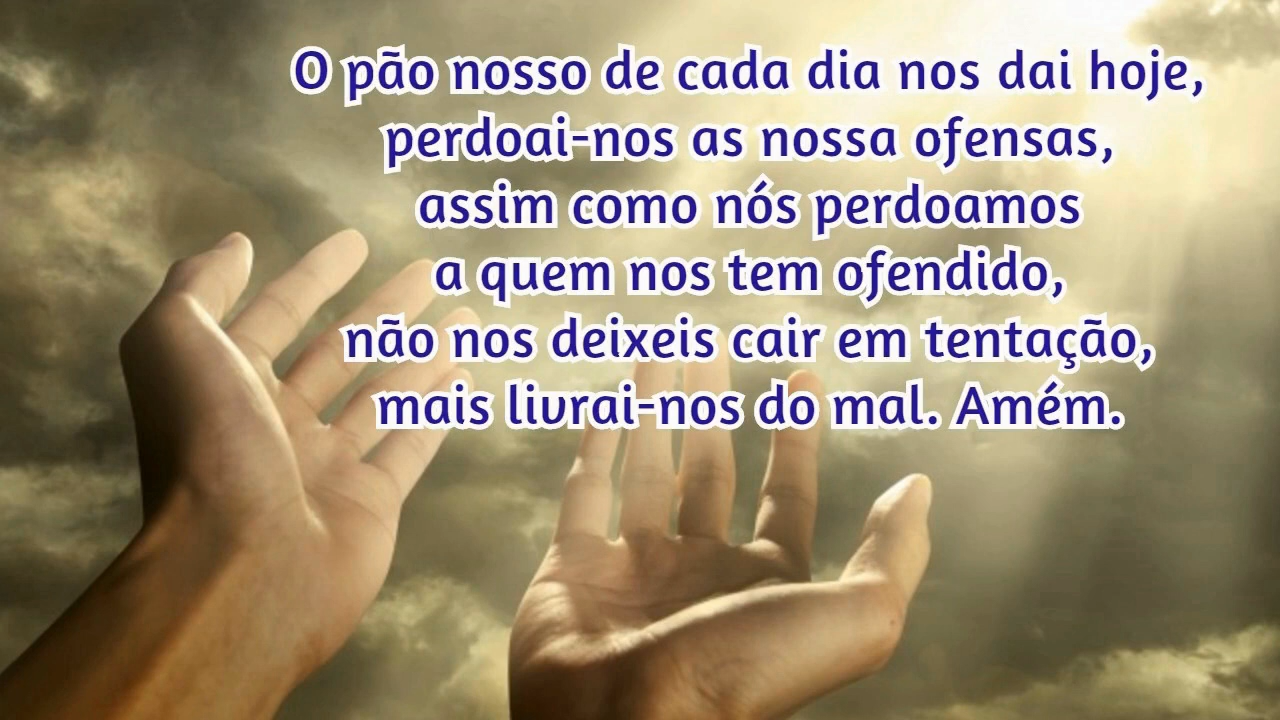 O pão nosso de cada dia nos dai hoje,
perdoai-nos as nossa ofensas,
assim como nós perdoamos
a quem nos tem ofendido,
não nos deixeis cair em tentação,
mais livrai-nos do mal. Amém.